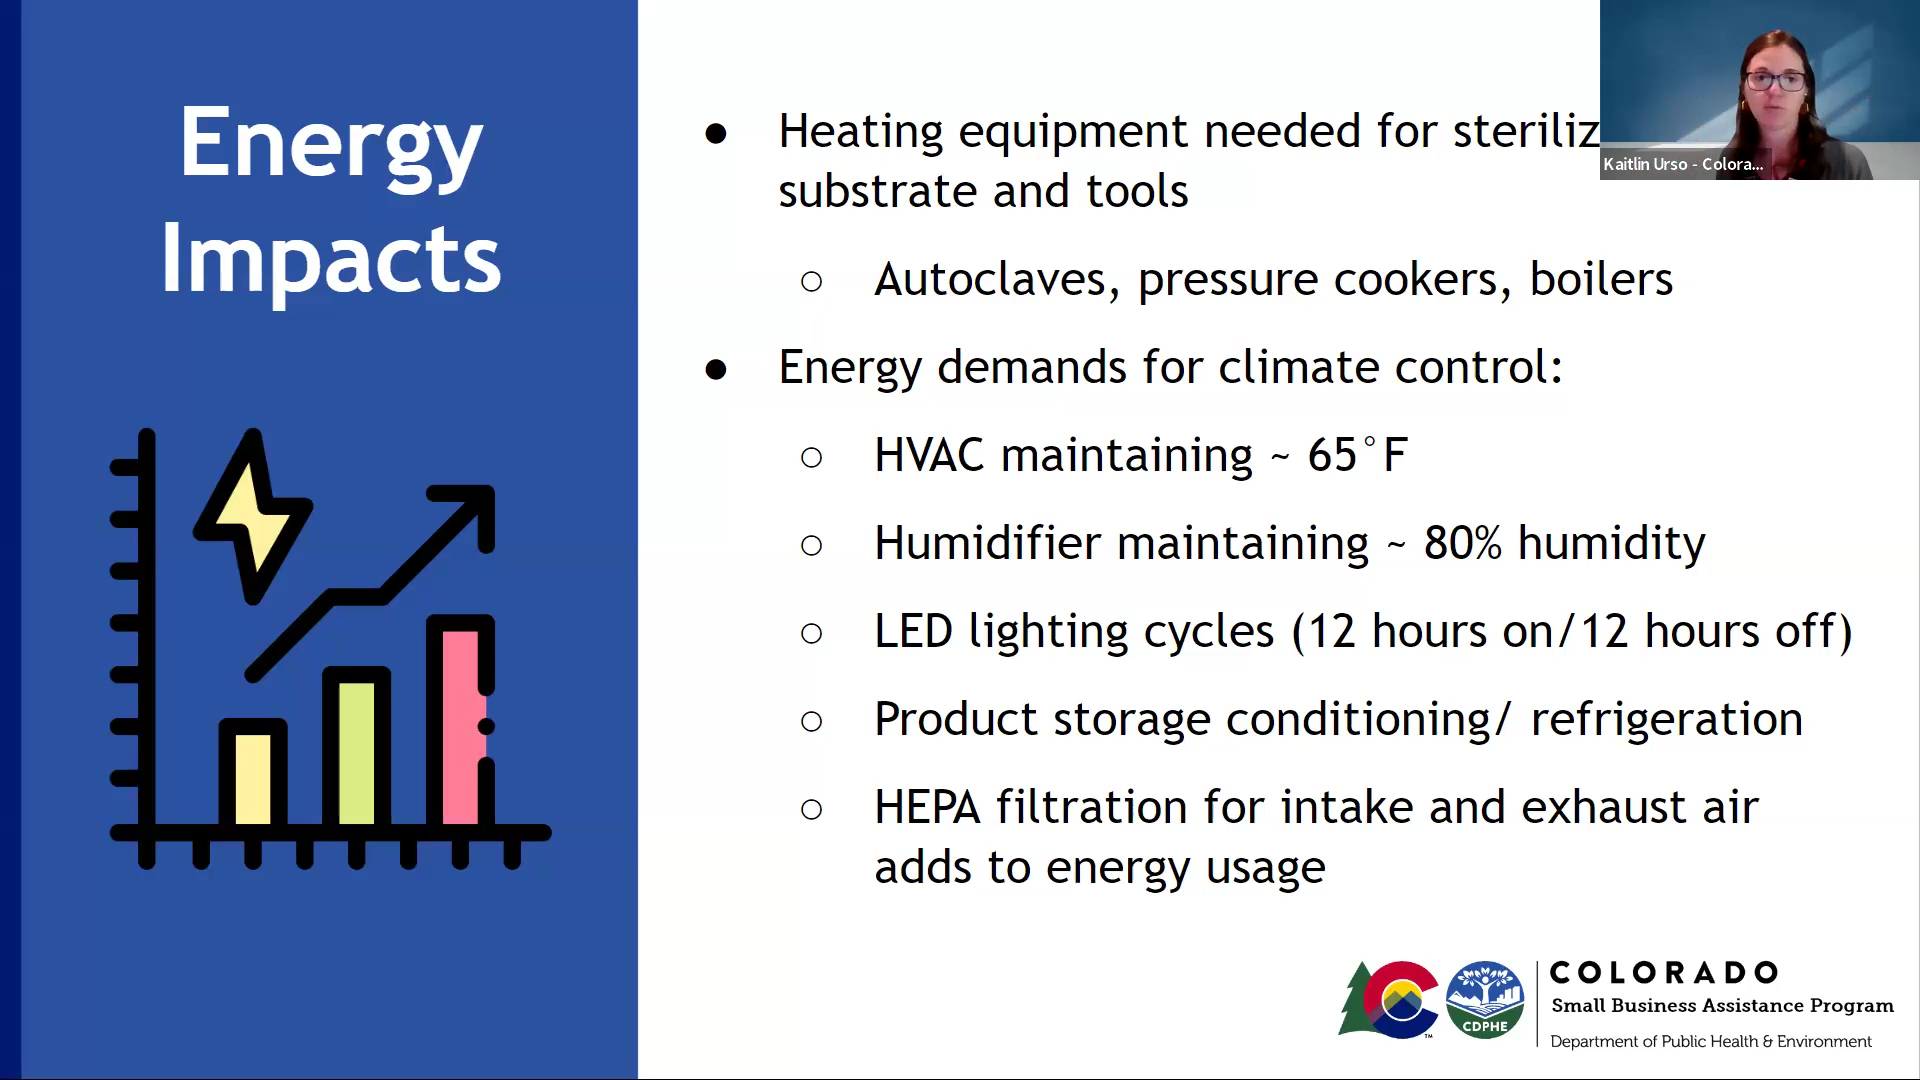 Energy
Impacts
● Heating equipment needed for
substrate and tools
○ Autoclaves, pressure cookers, boilers
● Energy demands for climate control:
○ HVAC maintaining ~ 65°F
○ Humidifier maintaining ~ 80% humidity
○ LED lighting cycles (12 hours on/12 hours off)
○ Product storage conditioning/ refrigeration
○ HEPA filtration for intake and exhaust air
adds to energy usage
Kaitlin Urso - Colora...
C
TM
CDPHE
COLORADO
Small Business Assistance Program
Department of Public Health & Environment